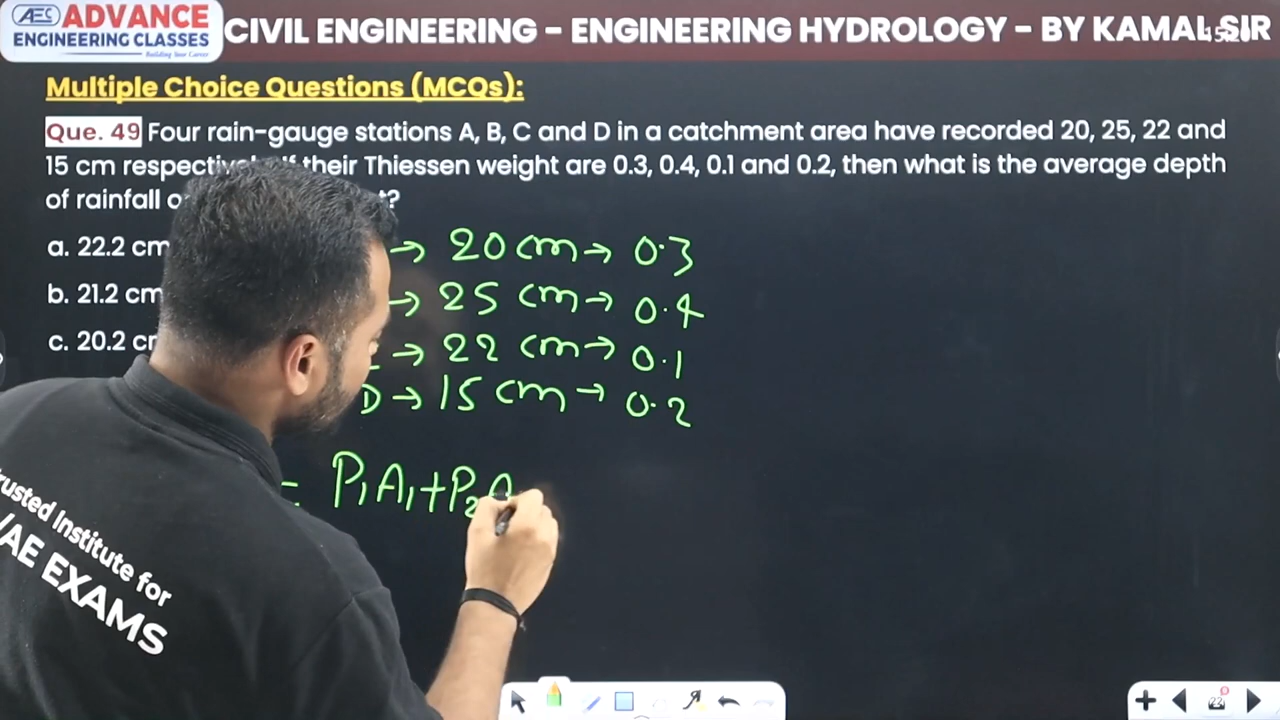 AEC ADVANCE
ENGINEERING CLASSES
Building Your Career
CIVIL ENGINEERING - ENGINEERING HYDROLOGY - BY KAMAL SIR
Multiple Choice Questions (MCQs):
Que. 49 Four rain-gauge stations A, B, C and D in a catchment area have recorded 20, 25, 22 and
15 cm their Thiessen weight are 0.3, 0.4, 0.1 and 0.2, then what is the average depth
of rainfall ?
a. 22.2 cm → 20 cm → 0.3
b. 21.2 cm → 25 cm → 0.4
c. 20.2 → 22 cm → 0.1
D → 15 cm → 0.2
= P₁A₁+P₂
rusted Institute for
/AE EXAMS